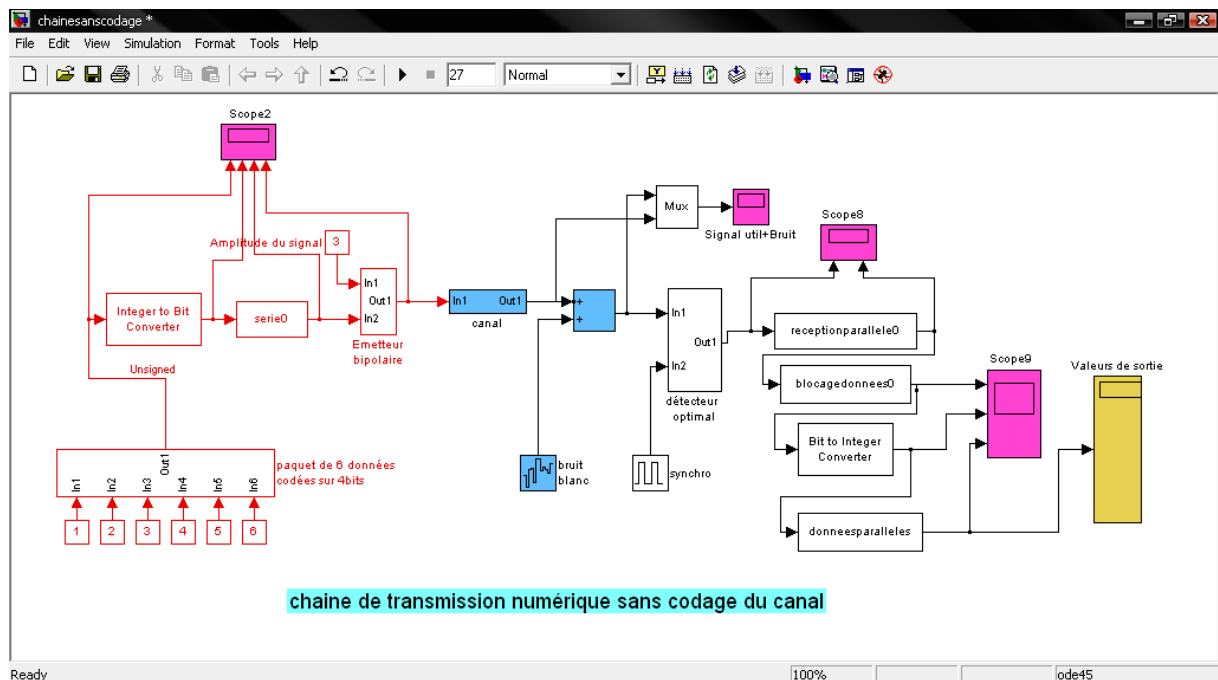 chainesanscodage *
File Edit View Simulation Format Tools Help
27 Normal
Scope2
Amplitude du signal 3
In1
Out1
In2
Emetteur
bipolaire
Integer to Bit
Converter
serie0
Unsigned
Out1
In1 In2 In3 In4 In5 In6
1 2 3 4 5 6
paquet de 6 données
codées sur 4bits
In1 Out1
canal
+
+
bruit
blanc
Mux
Signal util+Bruit
In1
Out1
In2
détecteur
optimal
synchro
Scope8
receptionparallele0
blocagedonnees0
Bit to Integer
Converter
donneesparalleles
Scope9
Valeurs de sortie
chaine de transmission numérique sans codage du canal
Ready 100% ode45